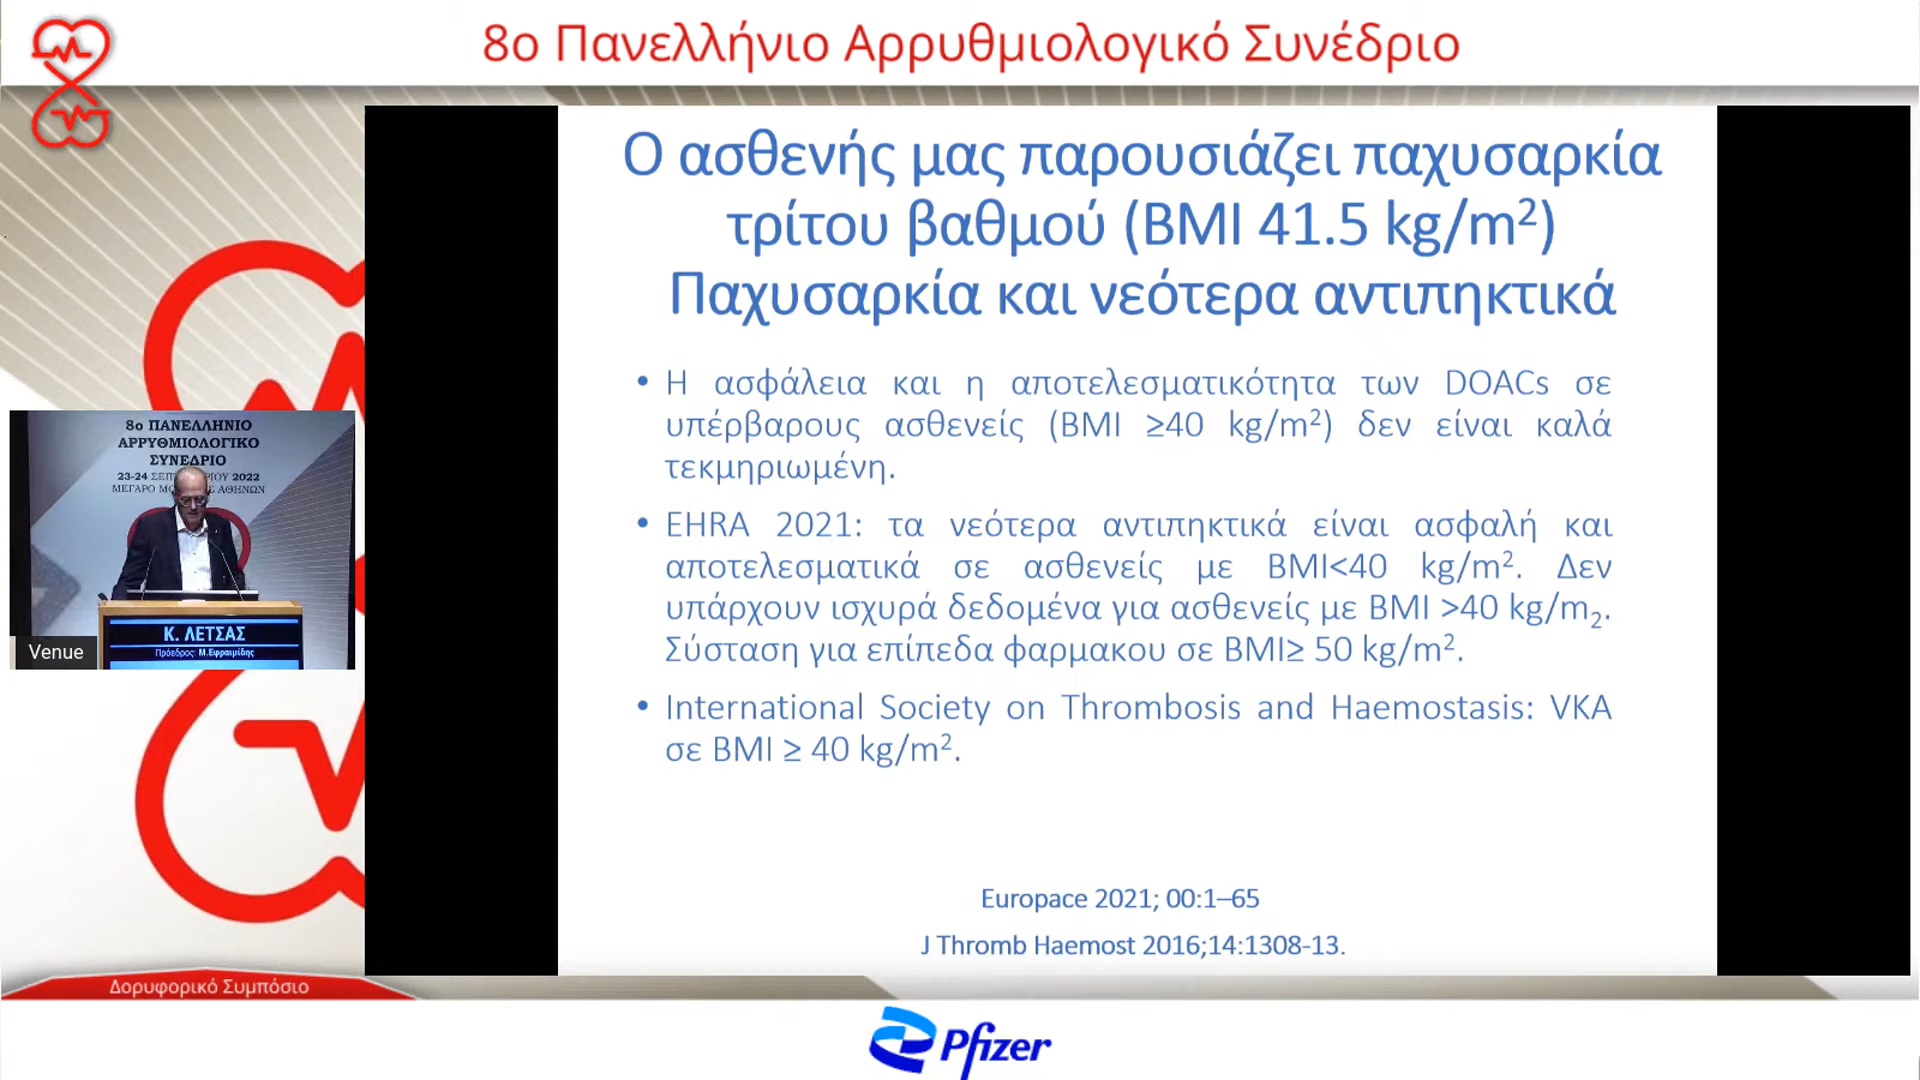 8ο Πανελλήνιο Αρρυθμιολογικό Συνέδριο
Ο ασθενής μας παρουσιάζει παχυσαρκία
τρίτου βαθμού (BMI 41.5 kg/m²)
Παχυσαρκία και νεότερα αντιπηκτικά
• Η ασφάλεια και η αποτελεσματικότητα των DOACs σε
υπέρβαρους ασθενείς (BMI ≥40 kg/m²) δεν είναι καλά
τεκμηριωμένη.
• EHRA 2021: τα νεότερα αντιπηκτικά είναι ασφαλή και
αποτελεσματικά σε ασθενείς με BMI<40 kg/m². Δεν
υπάρχουν ισχυρά δεδομένα για ασθενείς με BMI >40 kg/m₂.
Σύσταση για επίπεδα φαρμακου σε BMI≥ 50 kg/m².
• International Society on Thrombosis and Haemostasis: VKA
σε BMI ≥ 40 kg/m².
Europace 2021; 00:1–65
J Thromb Haemost 2016;14:1308-13.
8ο ΠΑΝΕΛΛΗΝΙΟ
ΑΡΡΥΘΜΙΟΛΟΓΙΚΟ
ΣΥΝΕΔΡΙΟ
23-24 2022
Κ. ΛΕΤΣΑΣ
Πρόεδρος: Μ.Εφραιμίδης
Venue
Δορυφορικό Συμπόσιο
Pfizer